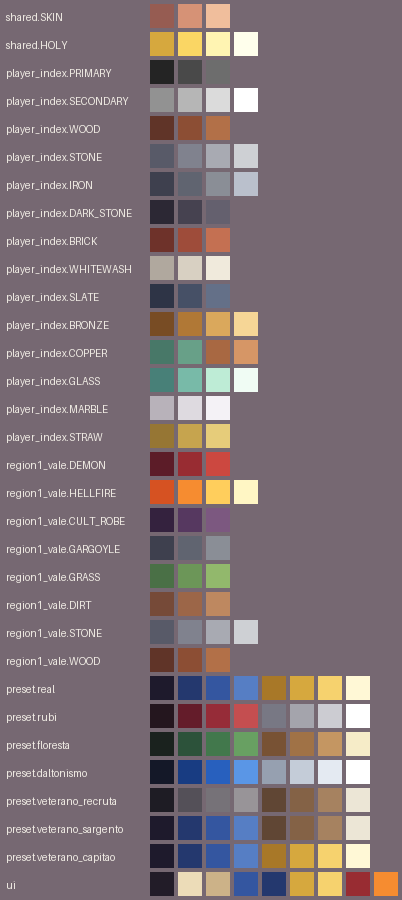 shared.SKIN
shared.HOLY
player_index.PRIMARY
player_index.SECONDARY
player_index.WOOD
player_index.STONE
player_index.IRON
player_index.DARK_STONE
player_index.BRICK
player_index.WHITEWASH
player_index.SLATE
player_index.BRONZE
player_index.COPPER
player_index.GLASS
player_index.MARBLE
player_index.STRAW
region1_vale.DEMON
region1_vale.HELLFIRE
region1_vale.CULT_ROBE
region1_vale.GARGOYLE
region1_vale.GRASS
region1_vale.DIRT
region1_vale.STONE
region1_vale.WOOD
preset.real
preset.rubi
preset.floresta
preset.daltonismo
preset.veterano_recruta
preset.veterano_sargento
preset.veterano_capitao
ui